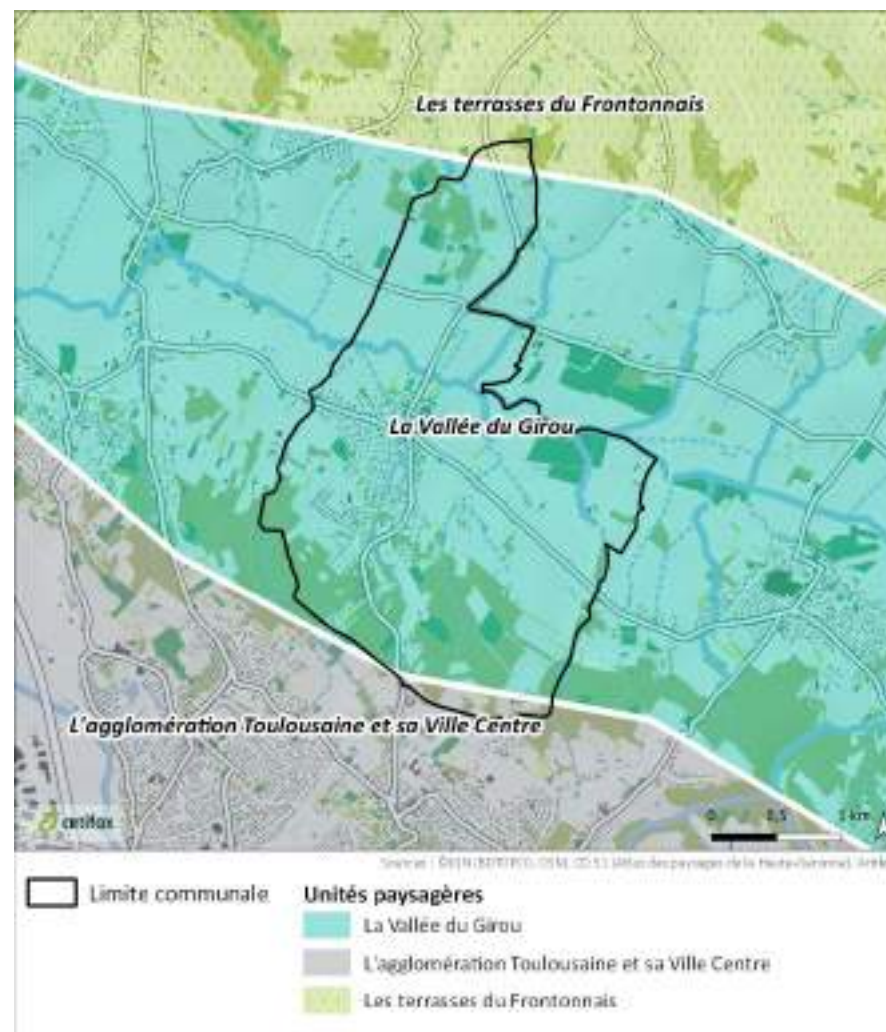 Les terrasses du Frontonnais
La Vallée du Girou
L'agglomération Toulousaine et sa Ville Centre
artifex
0 0,5 1 km
Limite communale
Unités paysagères
La Vallée du Girou
L'agglomération Toulousaine et sa Ville Centre
Les terrasses du Frontonnais